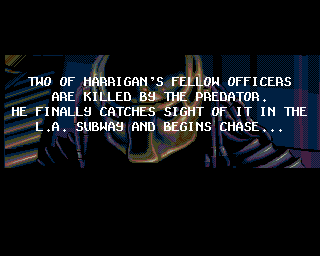 TWO OF HARRIGAN'S FELLOW OFFICERS
ARE KILLED BY THE PREDATOR.
HE FINALLY CATCHES SIGHT OF IT IN THE
L.A. SUBWAY AND BEGINS CHASE...